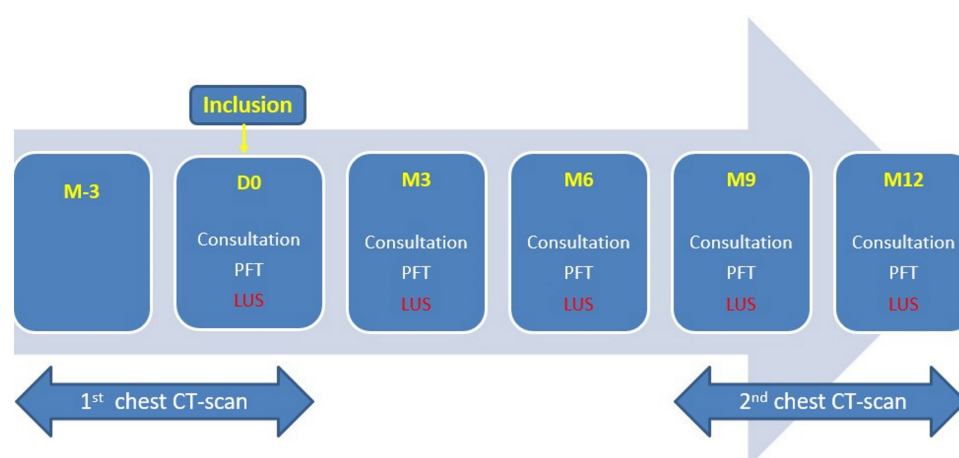 Inclusion
M-3
D0
Consultation
PFT
LUS
M3
Consultation
PFT
LUS
M6
Consultation
PFT
LUS
M9
Consultation
PFT
LUS
M12
Consultation
PFT
LUS
1st chest CT-scan
2nd chest CT-scan